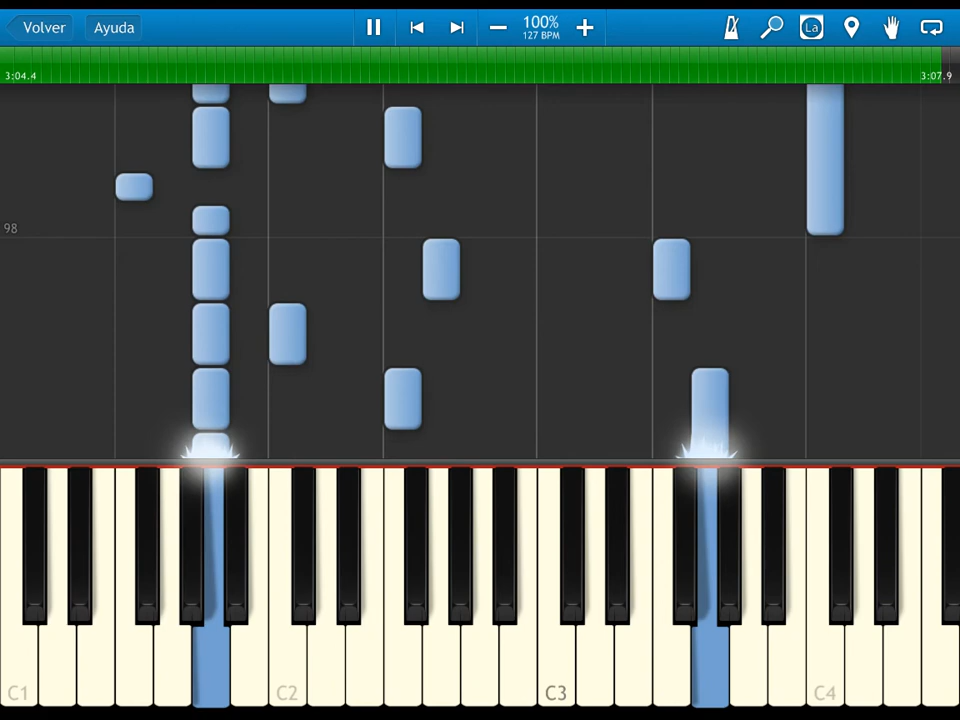 Volver
Ayuda
100%
127 BPM
La
3:04.4
3:07.9
98
C1
C2
C3
C4